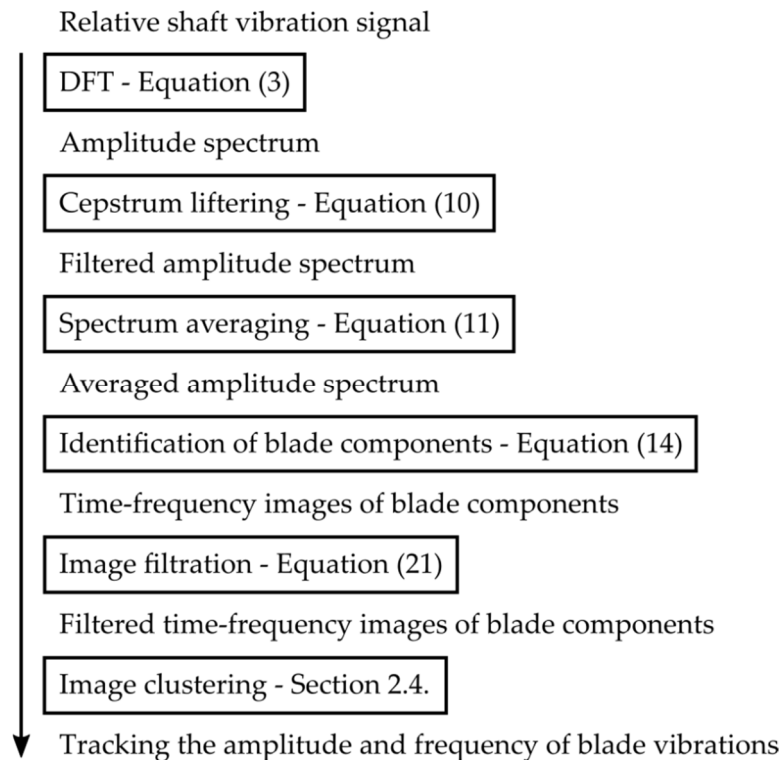 Relative shaft vibration signal
DFT - Equation (3)
Amplitude spectrum
Cepstrum liftering - Equation (10)
Filtered amplitude spectrum
Spectrum averaging - Equation (11)
Averaged amplitude spectrum
Identification of blade components - Equation (14)
Time-frequency images of blade components
Image filtration - Equation (21)
Filtered time-frequency images of blade components
Image clustering - Section 2.4.
Tracking the amplitude and frequency of blade vibrations